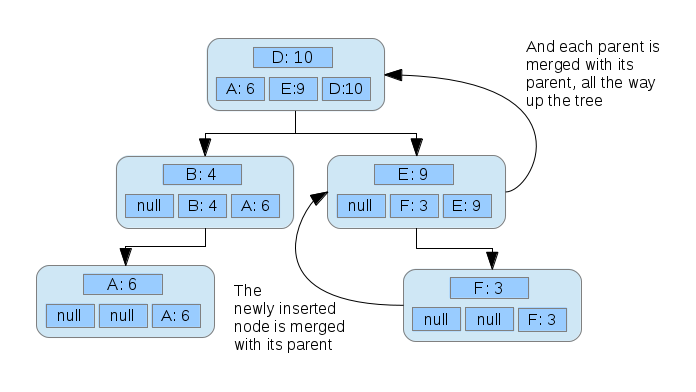 D: 10
A: 6 E:9 D:10
And each parent is
merged with its
parent, all the way
up the tree
B: 4
null B: 4 A: 6
E: 9
null F: 3 E: 9
A: 6
null null A: 6
The
newly inserted
node is merged
with its parent
F: 3
null null F: 3